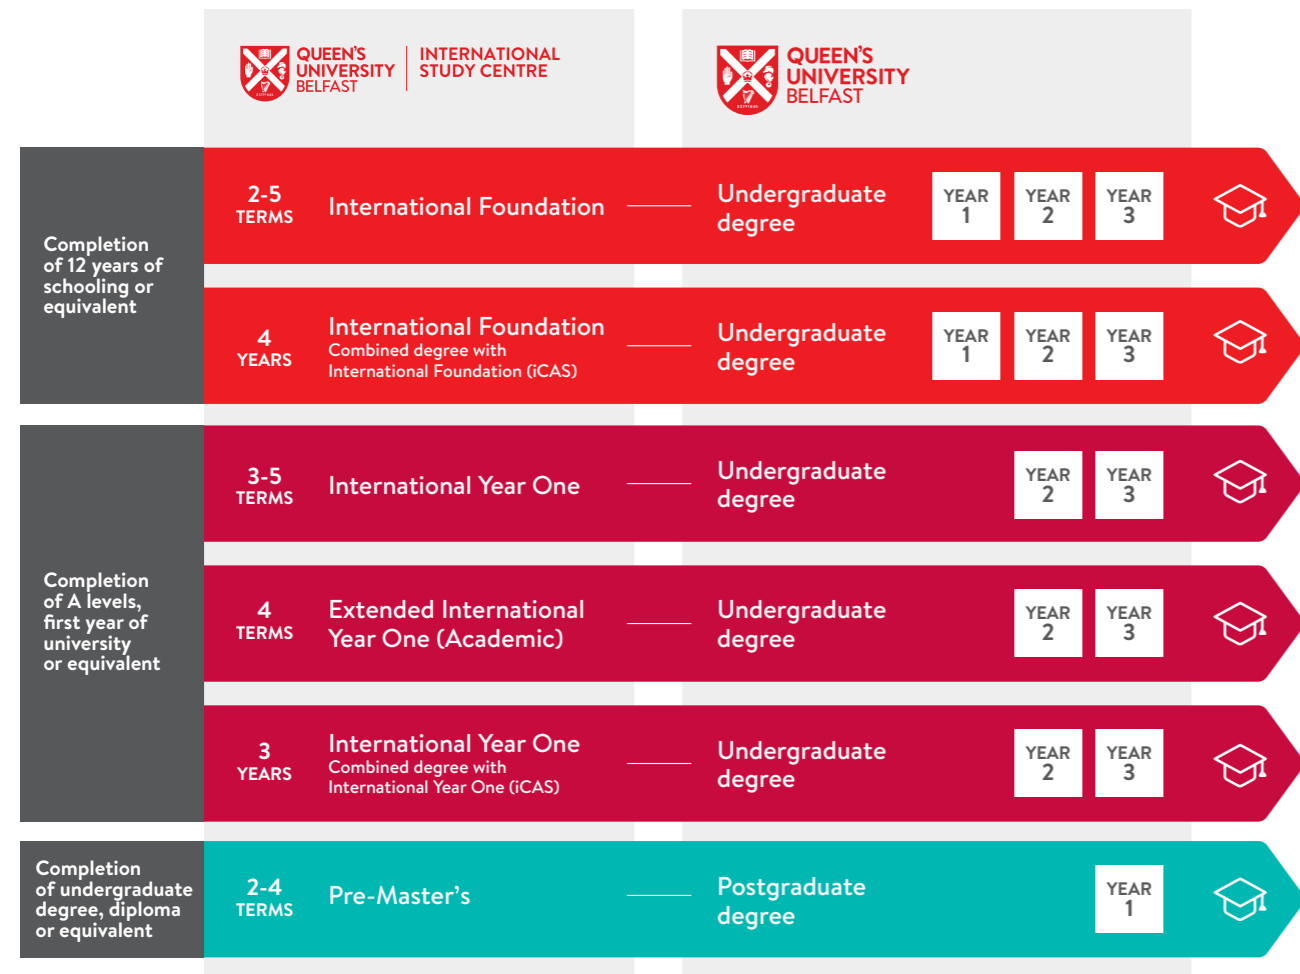 QUEEN'S
UNIVERSITY
BELFAST
INTERNATIONAL
STUDY CENTRE
QUEEN'S
UNIVERSITY
BELFAST
Completion
of 12 years of
schooling or
equivalent
2-5
TERMS
International Foundation
Undergraduate
degree
YEAR
1
YEAR
2
YEAR
3
4
YEARS
International Foundation
Combined degree with
International Foundation (iCAS)
Undergraduate
degree
YEAR
1
YEAR
2
YEAR
3
Completion
of A levels,
first year of
university
or equivalent
3-5
TERMS
International Year One
Undergraduate
degree
YEAR
2
YEAR
3
4
TERMS
Extended International
Year One (Academic)
Undergraduate
degree
YEAR
2
YEAR
3
3
YEARS
International Year One
Combined degree with
International Year One (iCAS)
Undergraduate
degree
YEAR
2
YEAR
3
Completion
of undergraduate
degree, diploma
or equivalent
2-4
TERMS
Pre-Master's
Postgraduate
degree
YEAR
1